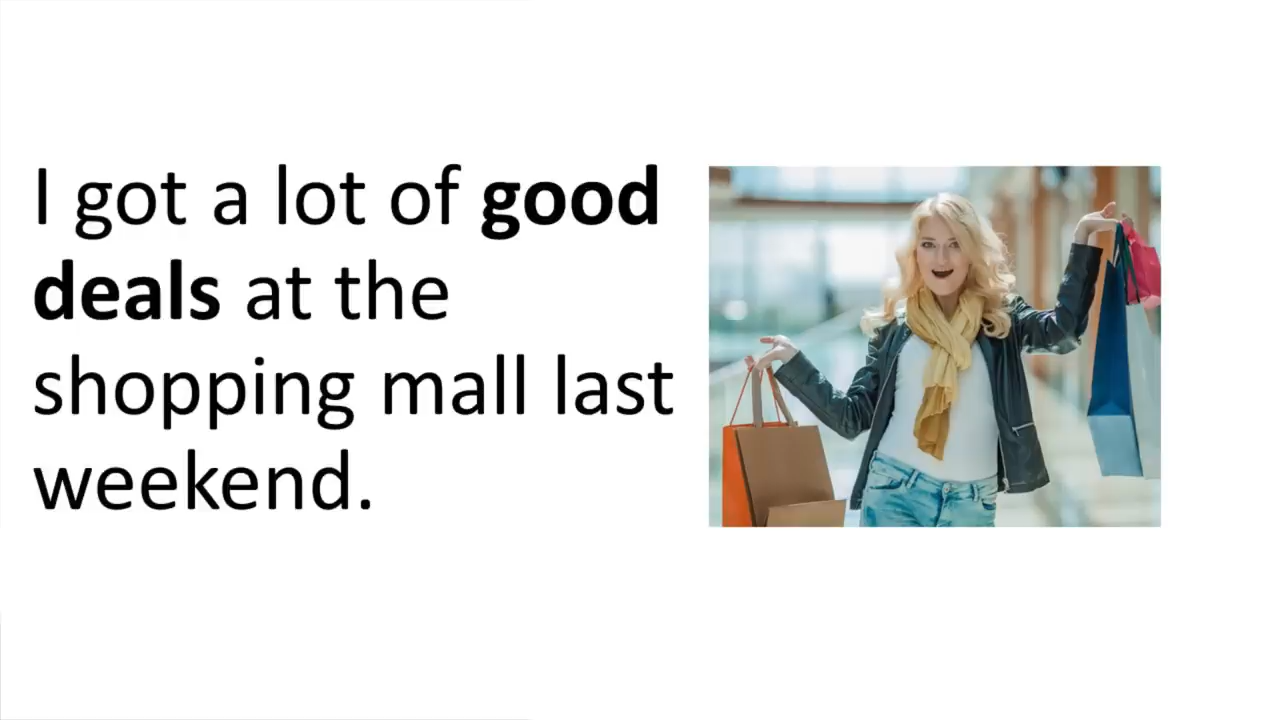 I got a lot of good
deals at the
shopping mall last
weekend.